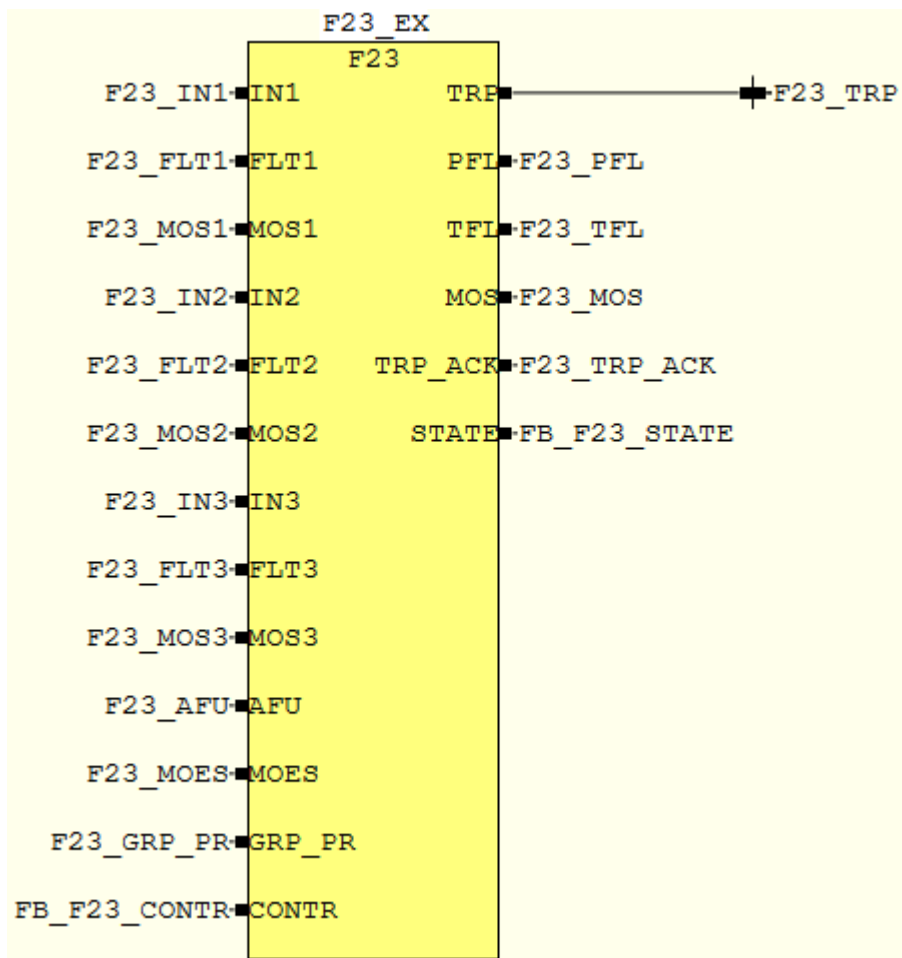 F23_EX
F23
F23_IN1 IN1 TRP F23_TRP
F23_FLT1 FLT1 PFL F23_PFL
F23_MOS1 MOS1 TFL F23_TFL
F23_IN2 IN2 MOS F23_MOS
F23_FLT2 FLT2 TRP_ACK F23_TRP_ACK
F23_MOS2 MOS2 STATE FB_F23_STATE
F23_IN3 IN3
F23_FLT3 FLT3
F23_MOS3 MOS3
F23_AFU AFU
F23_MOES MOES
F23_GRP_PR GRP_PR
FB_F23_CONTR CONTR